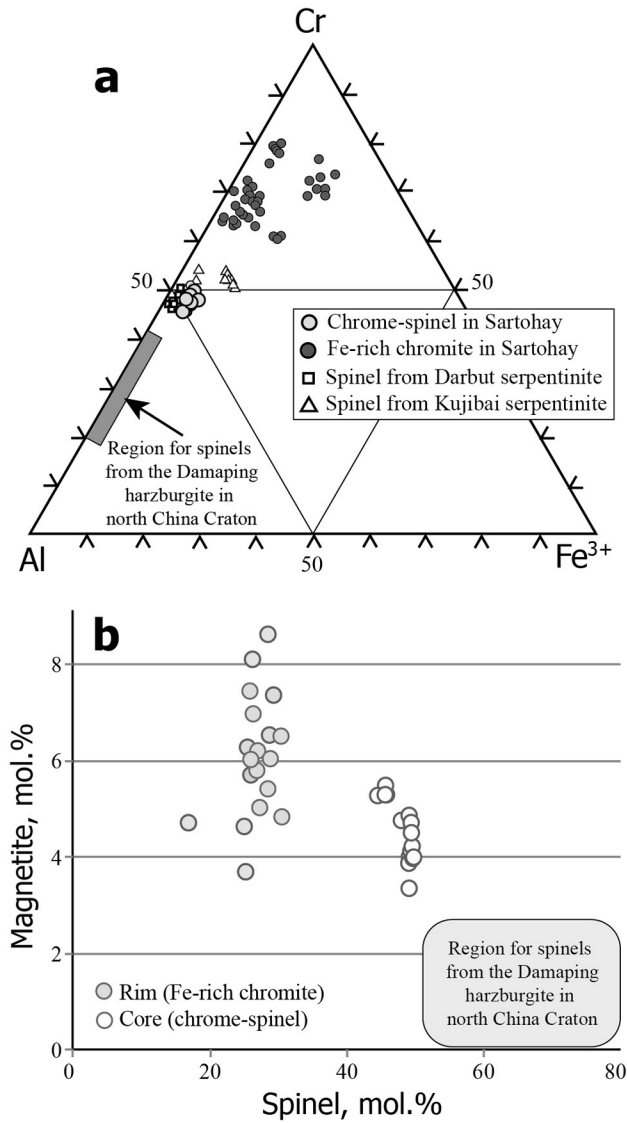 Cr
a
50
50
Chrome-spinel in Sartohay
Fe-rich chromite in Sartohay
Spinel from Darbut serpentinite
Spinel from Kujibai serpentinite
Region for spinels
from the Damaping
harzburgite in
north China Craton
Al
50
Fe3+
b
8
6
4
2
0
Magnetite, mol.%
Region for spinels
from the Damaping
harzburgite in
north China Craton
Rim (Fe-rich chromite)
Core (chrome-spinel)
0
20
40
60
80
Spinel, mol.%